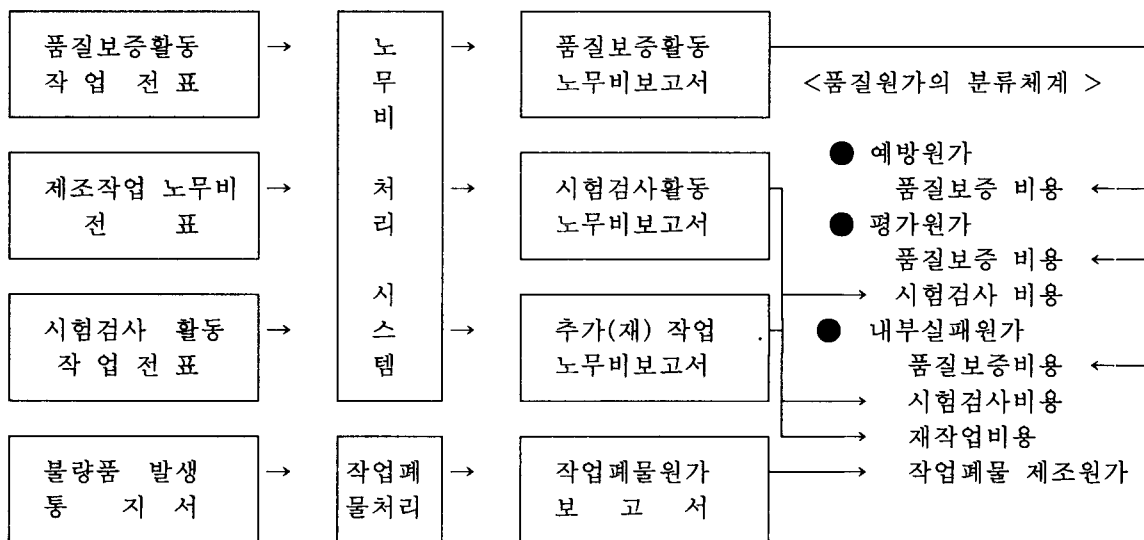 품질보증활동
작 업 전 표
→
노무비 처리 시스템
→
품질보증활동
노무비보고서
<품질원가의 분류체계 >
제조작업 노무비
전 표
→
→
시험검사활동
노무비보고서
시험검사 활동
작 업 전 표
→
→
추가(재) 작업
노무비보고서
불량품 발생
통 지 서
→
작업폐
물처리
→
작업폐물원가
보 고 서
● 예방원가
품질보증 비용 ←
● 평가원가
품질보증 비용 ←
→ 시험검사 비용
● 내부실패원가
품질보증비용 ←
→ 시험검사비용
→ 재작업비용
→ 작업폐물 제조원가